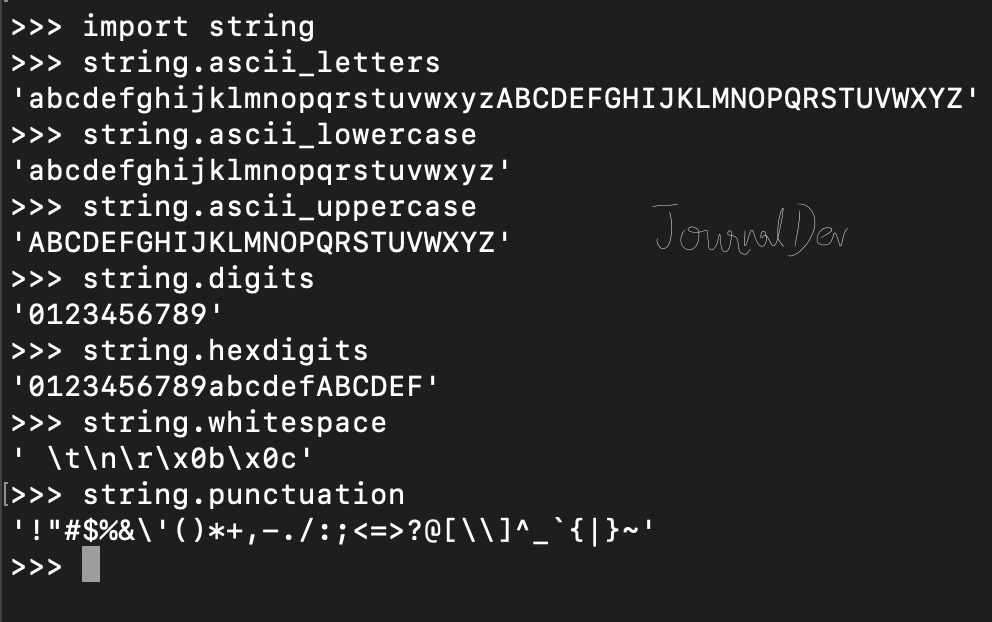 >>> import string
>>> string.ascii_letters
'abcdefghijklmnopqrstuvwxyzABCDEFGHIJKLMNOPQRSTUVWXYZ'
>>> string.ascii_lowercase
'abcdefghijklmnopqrstuvwxyz'
>>> string.ascii_uppercase
'ABCDEFGHIJKLMNOPQRSTUVWXYZ'
JournalDev
>>> string.digits
'0123456789'
>>> string.hexdigits
'0123456789abcdefABCDEF'
>>> string.whitespace
' \t\n\r\x0b\x0c'
[>>> string.punctuation
'!"#$%&\'()*+,-./:;<=>?@[\\]^_`{|}~'
>>>